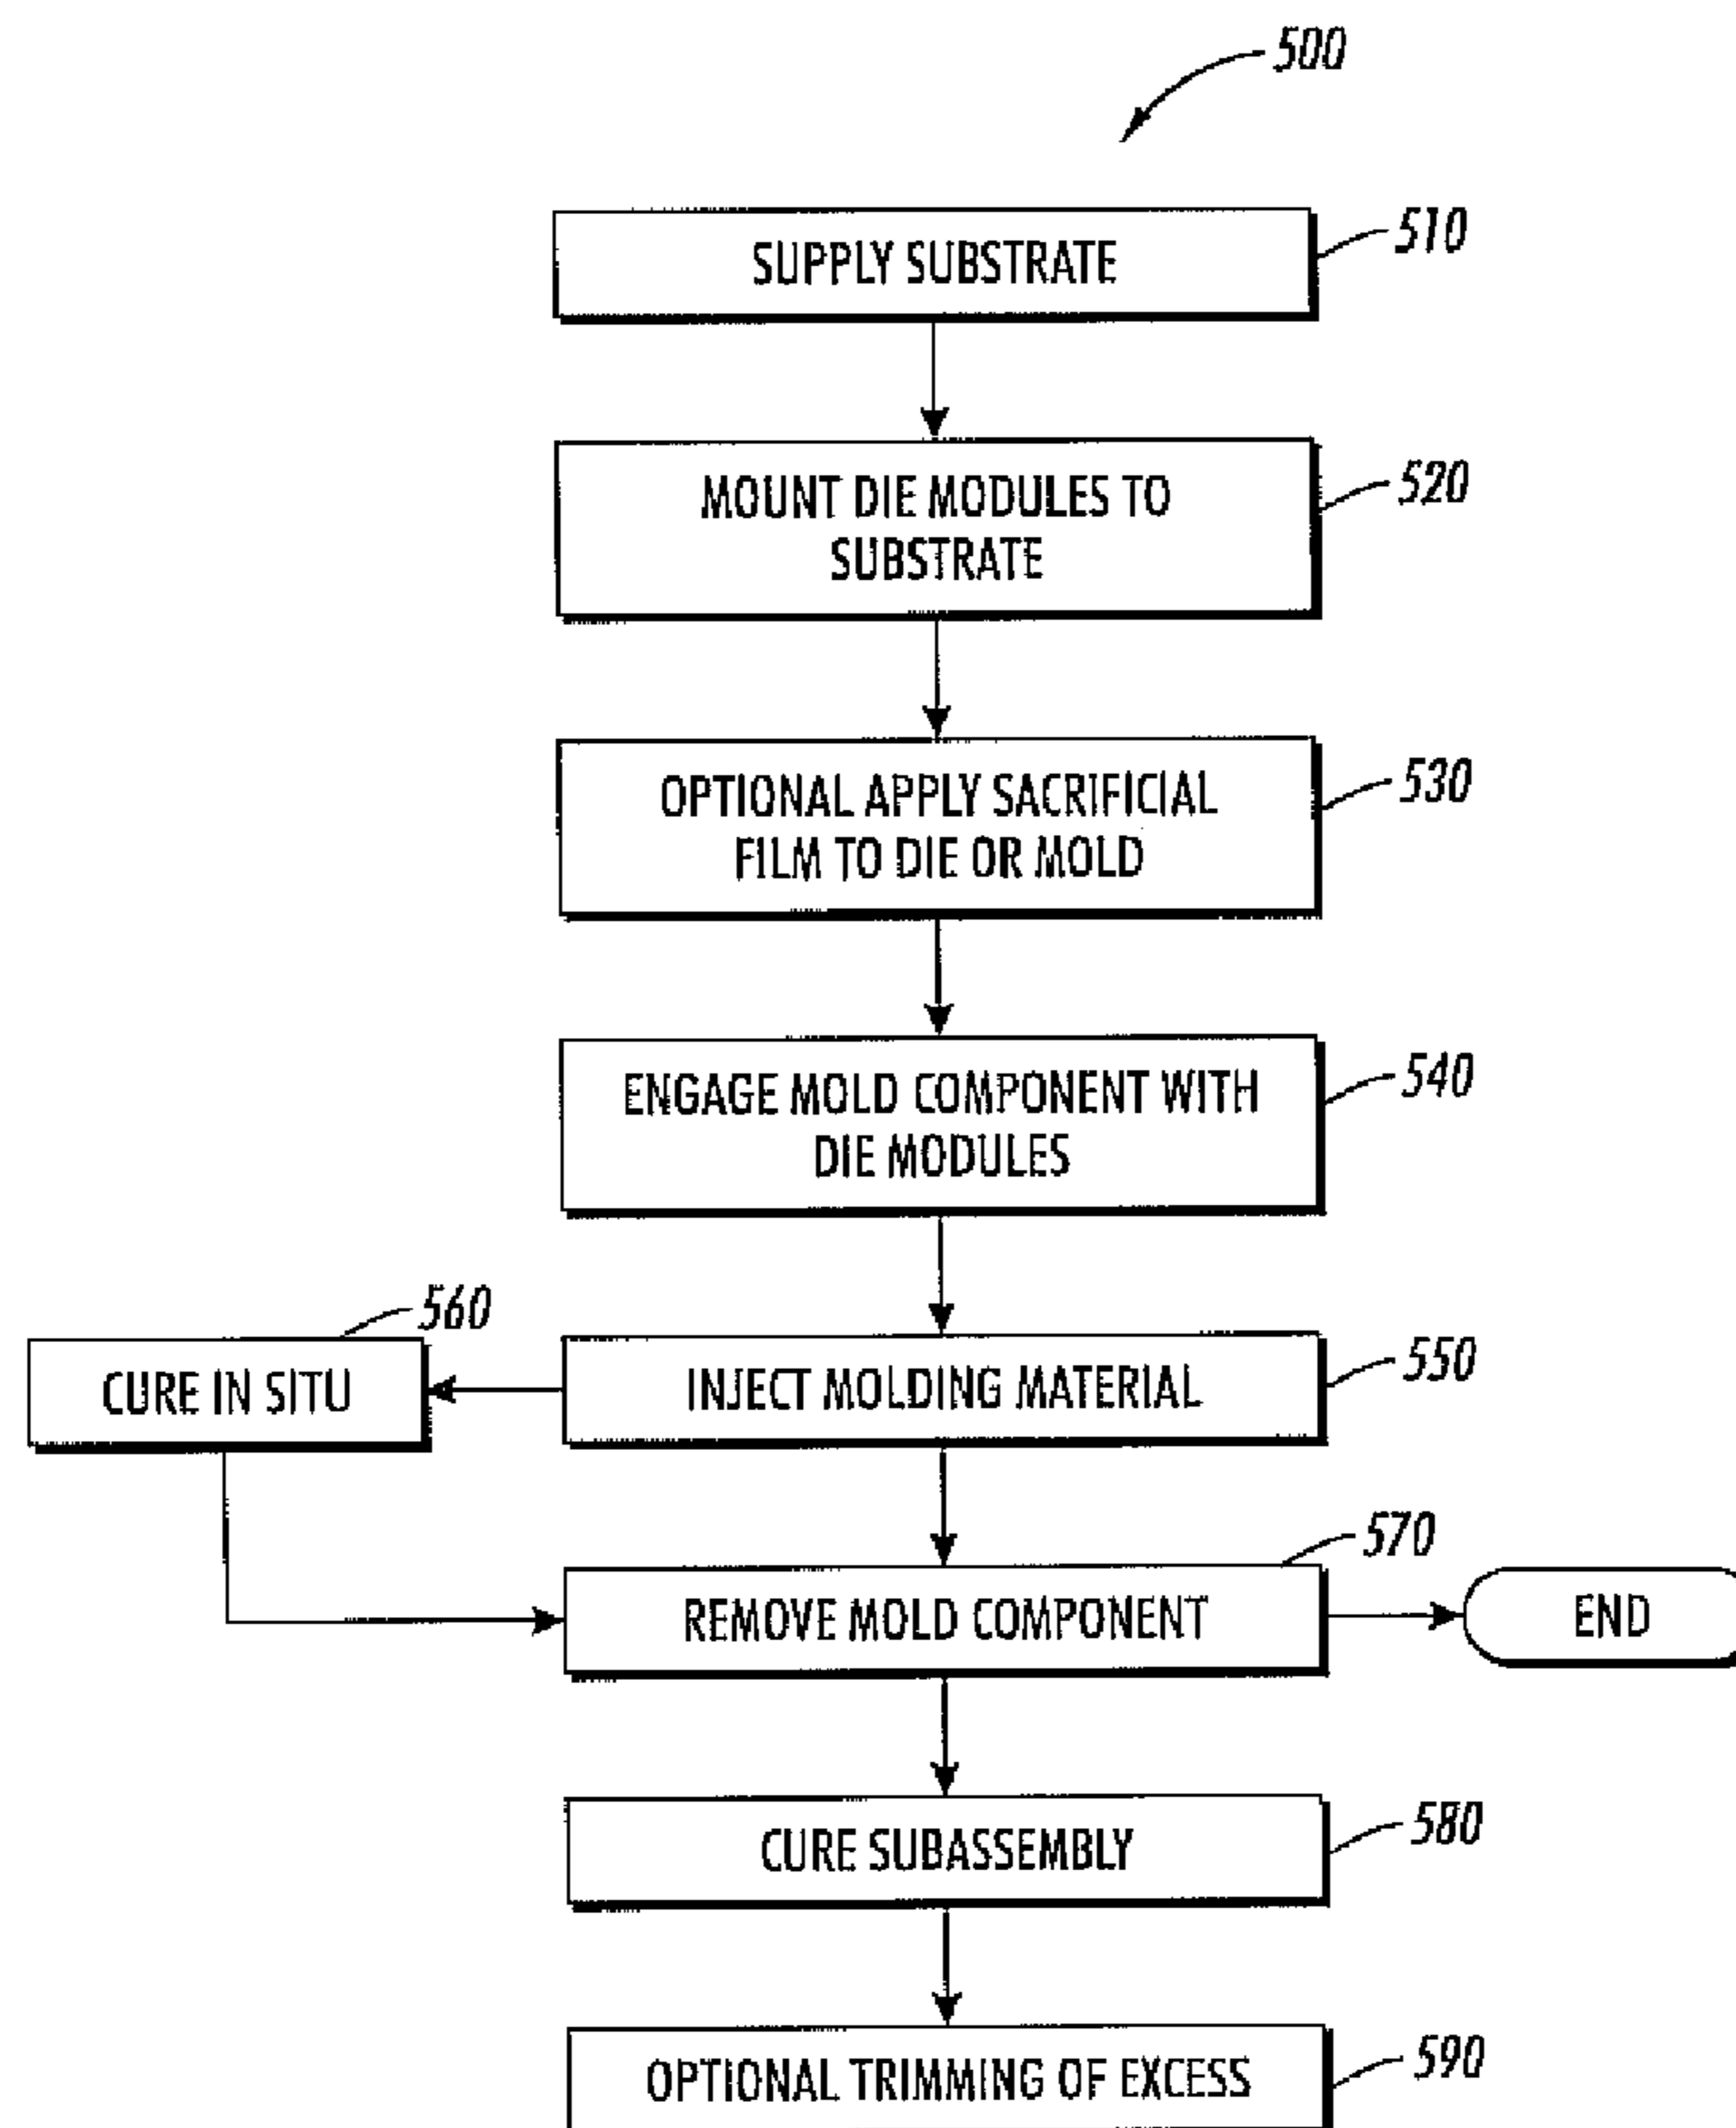 500
SUPPLY SUBSTRATE
510
MOUNT DIE MODULES TO
SUBSTRATE
520
OPTIONAL APPLY SACRIFICIAL
FILM TO DIE OR MOLD
530
ENGAGE MOLD COMPONENT WITH
DIE MODULES
540
560
CURE IN SITU
INJECT MOLDING MATERIAL
550
570
REMOVE MOLD COMPONENT
END
CURE SUBASSEMBLY
580
OPTIONAL TRIMMING OF EXCESS
590